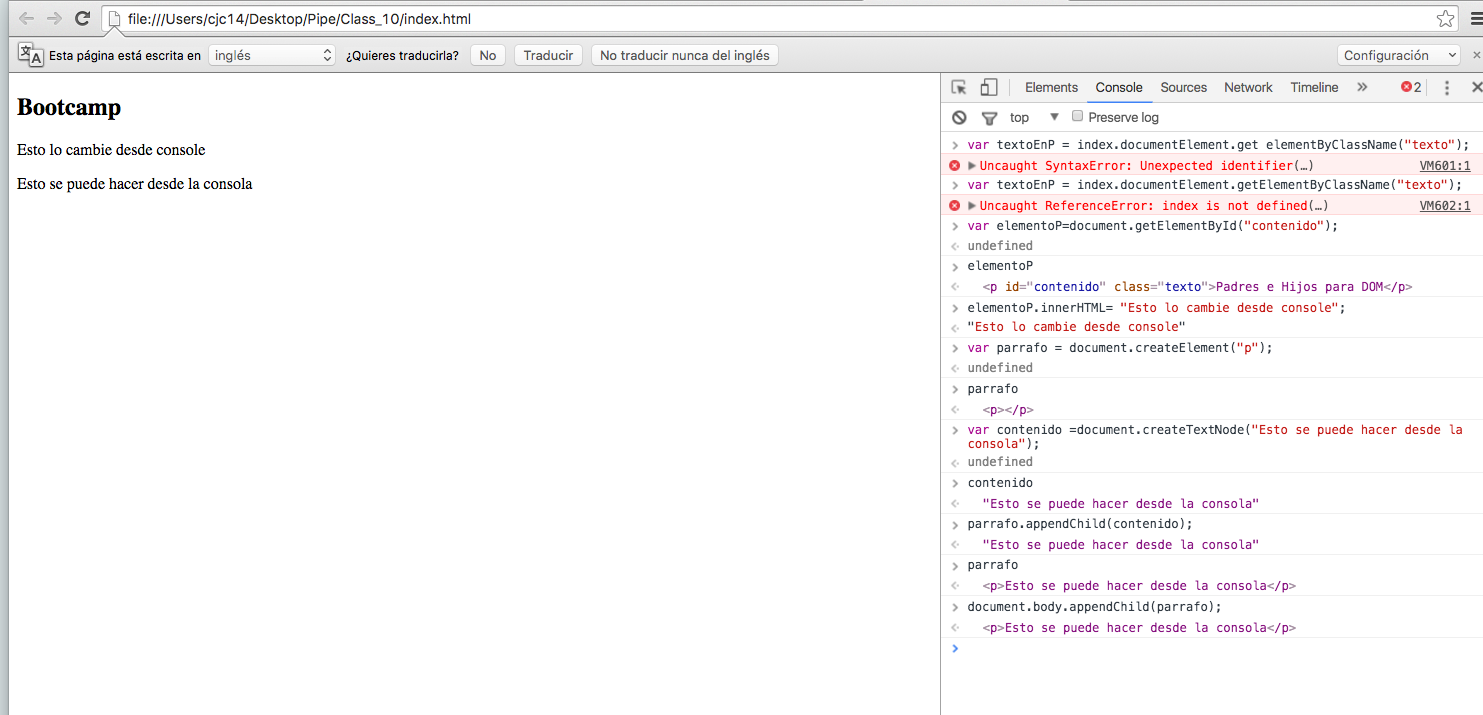 file:///Users/cjc14/Desktop/Pipe/Class_10/index.html
Esta página está escrita en inglés ¿Quieres traducirla? No Traducir No traducir nunca del inglés Configuración
Bootcamp
Esto lo cambie desde console
Esto se puede hacer desde la consola
Elements Console Sources Network Timeline » 2
top Preserve log
var textoEnP = index.documentElement.get elementByClassName("texto");
Uncaught SyntaxError: Unexpected identifier(…) VM601:1
var textoEnP = index.documentElement.getElementByClassName("texto");
Uncaught ReferenceError: index is not defined(…) VM602:1
var elementoP=document.getElementById("contenido");
undefined
elementoP
<p id="contenido" class="texto">Padres e Hijos para DOM</p>
elementoP.innerHTML= "Esto lo cambie desde console";
"Esto lo cambie desde console"
var parrafo = document.createElement("p");
undefined
parrafo
<p></p>
var contenido =document.createTextNode("Esto se puede hacer desde la
consola");
undefined
contenido
"Esto se puede hacer desde la consola"
parrafo.appendChild(contenido);
"Esto se puede hacer desde la consola"
parrafo
<p>Esto se puede hacer desde la consola</p>
document.body.appendChild(parrafo);
<p>Esto se puede hacer desde la consola</p>